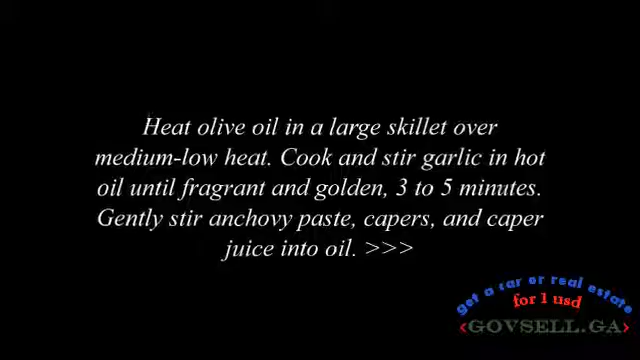 Heat olive oil in a large skillet over
medium-low heat. Cook and stir garlic in hot
oil until fragrant and golden, 3 to 5 minutes.
Gently stir anchovy paste, capers, and caper
juice into oil. >>>
get a car or real estate
for 1 usd
‹GOVSELL.GA›